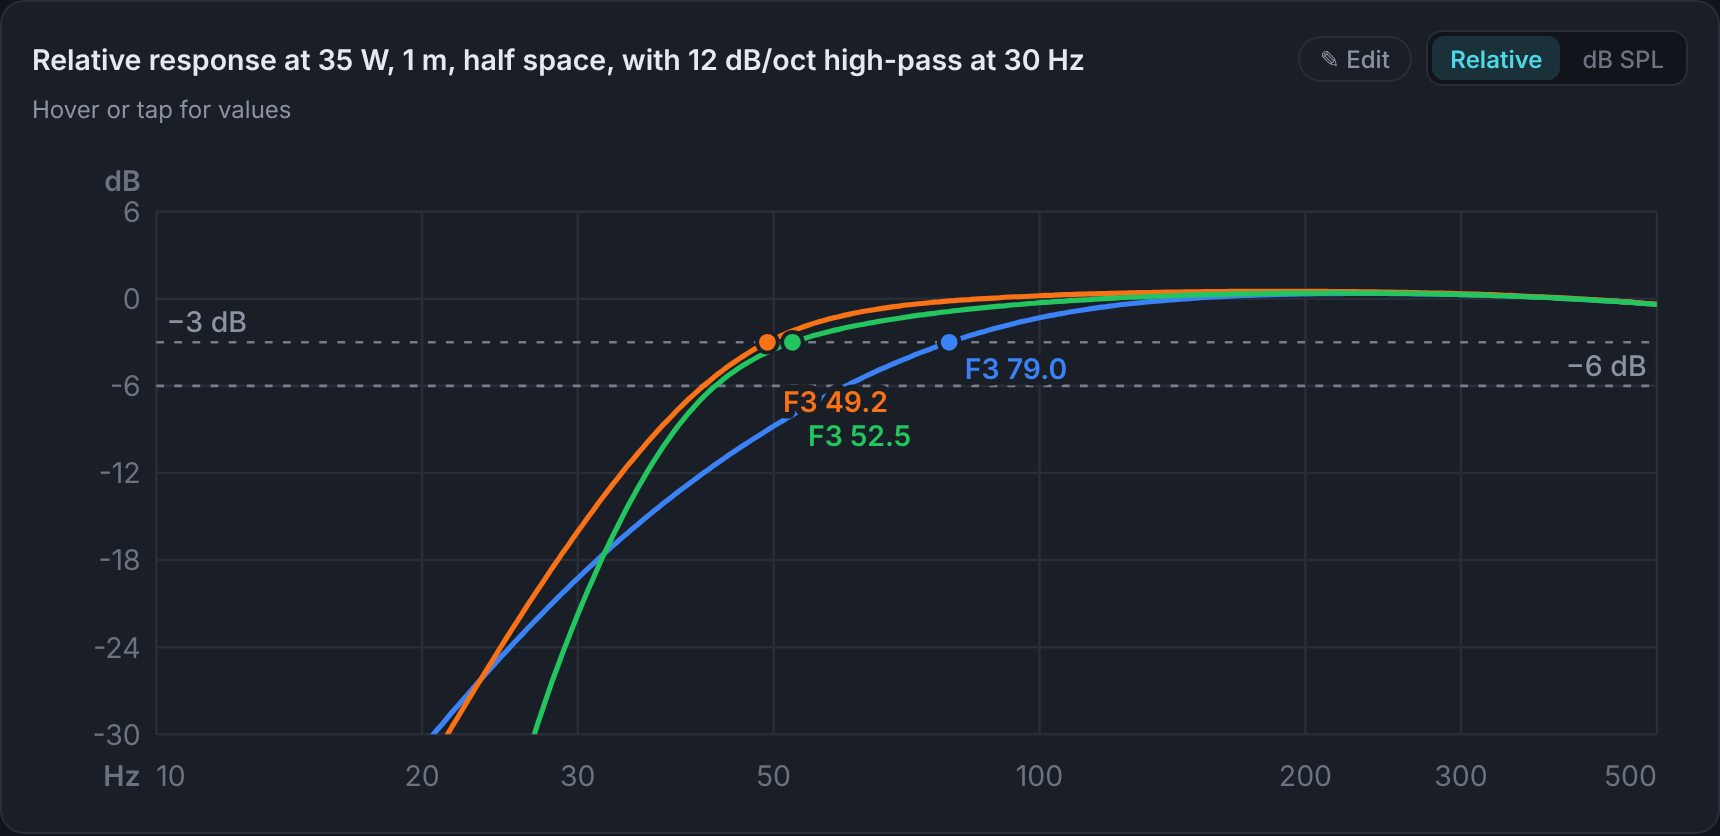 Relative response at 35 W, 1 m, half space, with 12 dB/oct high-pass at 30 Hz
✎ Edit
Relative
dB SPL
Hover or tap for values
dB
6
0
−3 dB
−6 dB
-6
F3 79.0
F3 49.2
F3 52.5
-12
-18
-24
-30
Hz 10 20 30 50 100 200 300 500